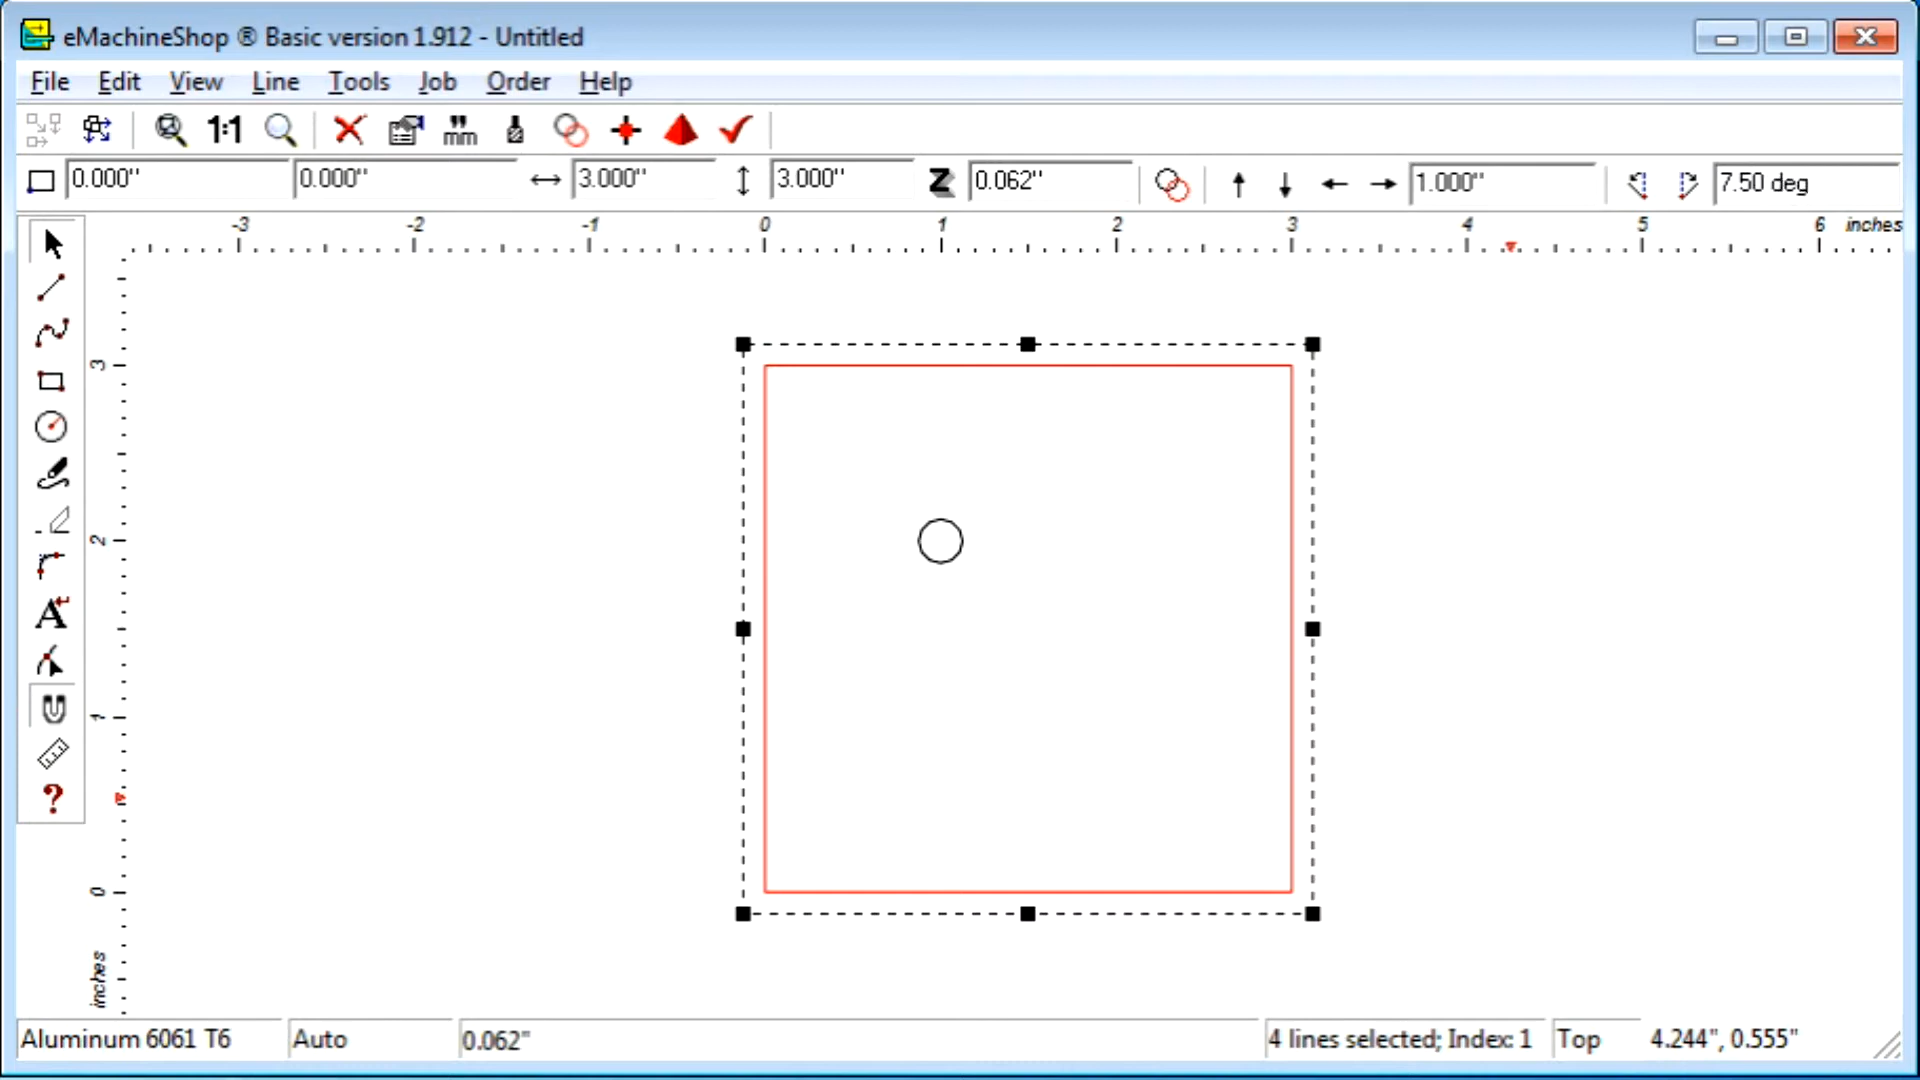 eMachineShop ® Basic version 1.912 - Untitled
File Edit View Line Tools Job Order Help
1:1 "mm
0.000" 0.000" 3.000" 3.000" Z 0.062" 1.000" 7.50 deg
-3 -2 -1 0 1 2 3 4 5 6 inches
3
2
1
0
inches
A
?
Aluminum 6061 T6 Auto 0.062" 4 lines selected; Index: 1 Top 4.244", 0.555"